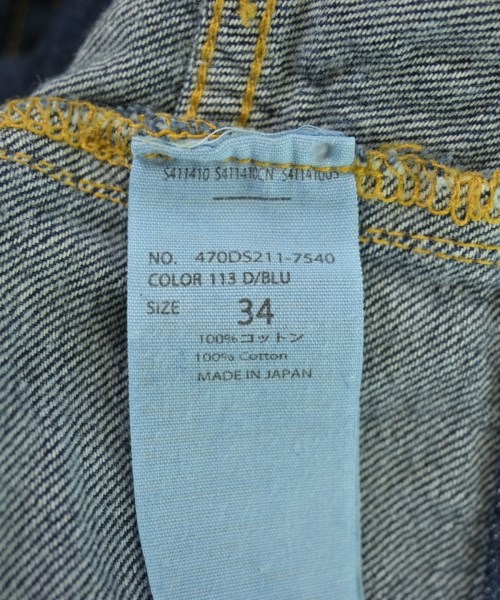 S411410 S411410CN S411410US
NO. 470DS211-7540
COLOR 113 D/BLU
SIZE 34
100%コットン
100% Cotton
MADE IN JAPAN